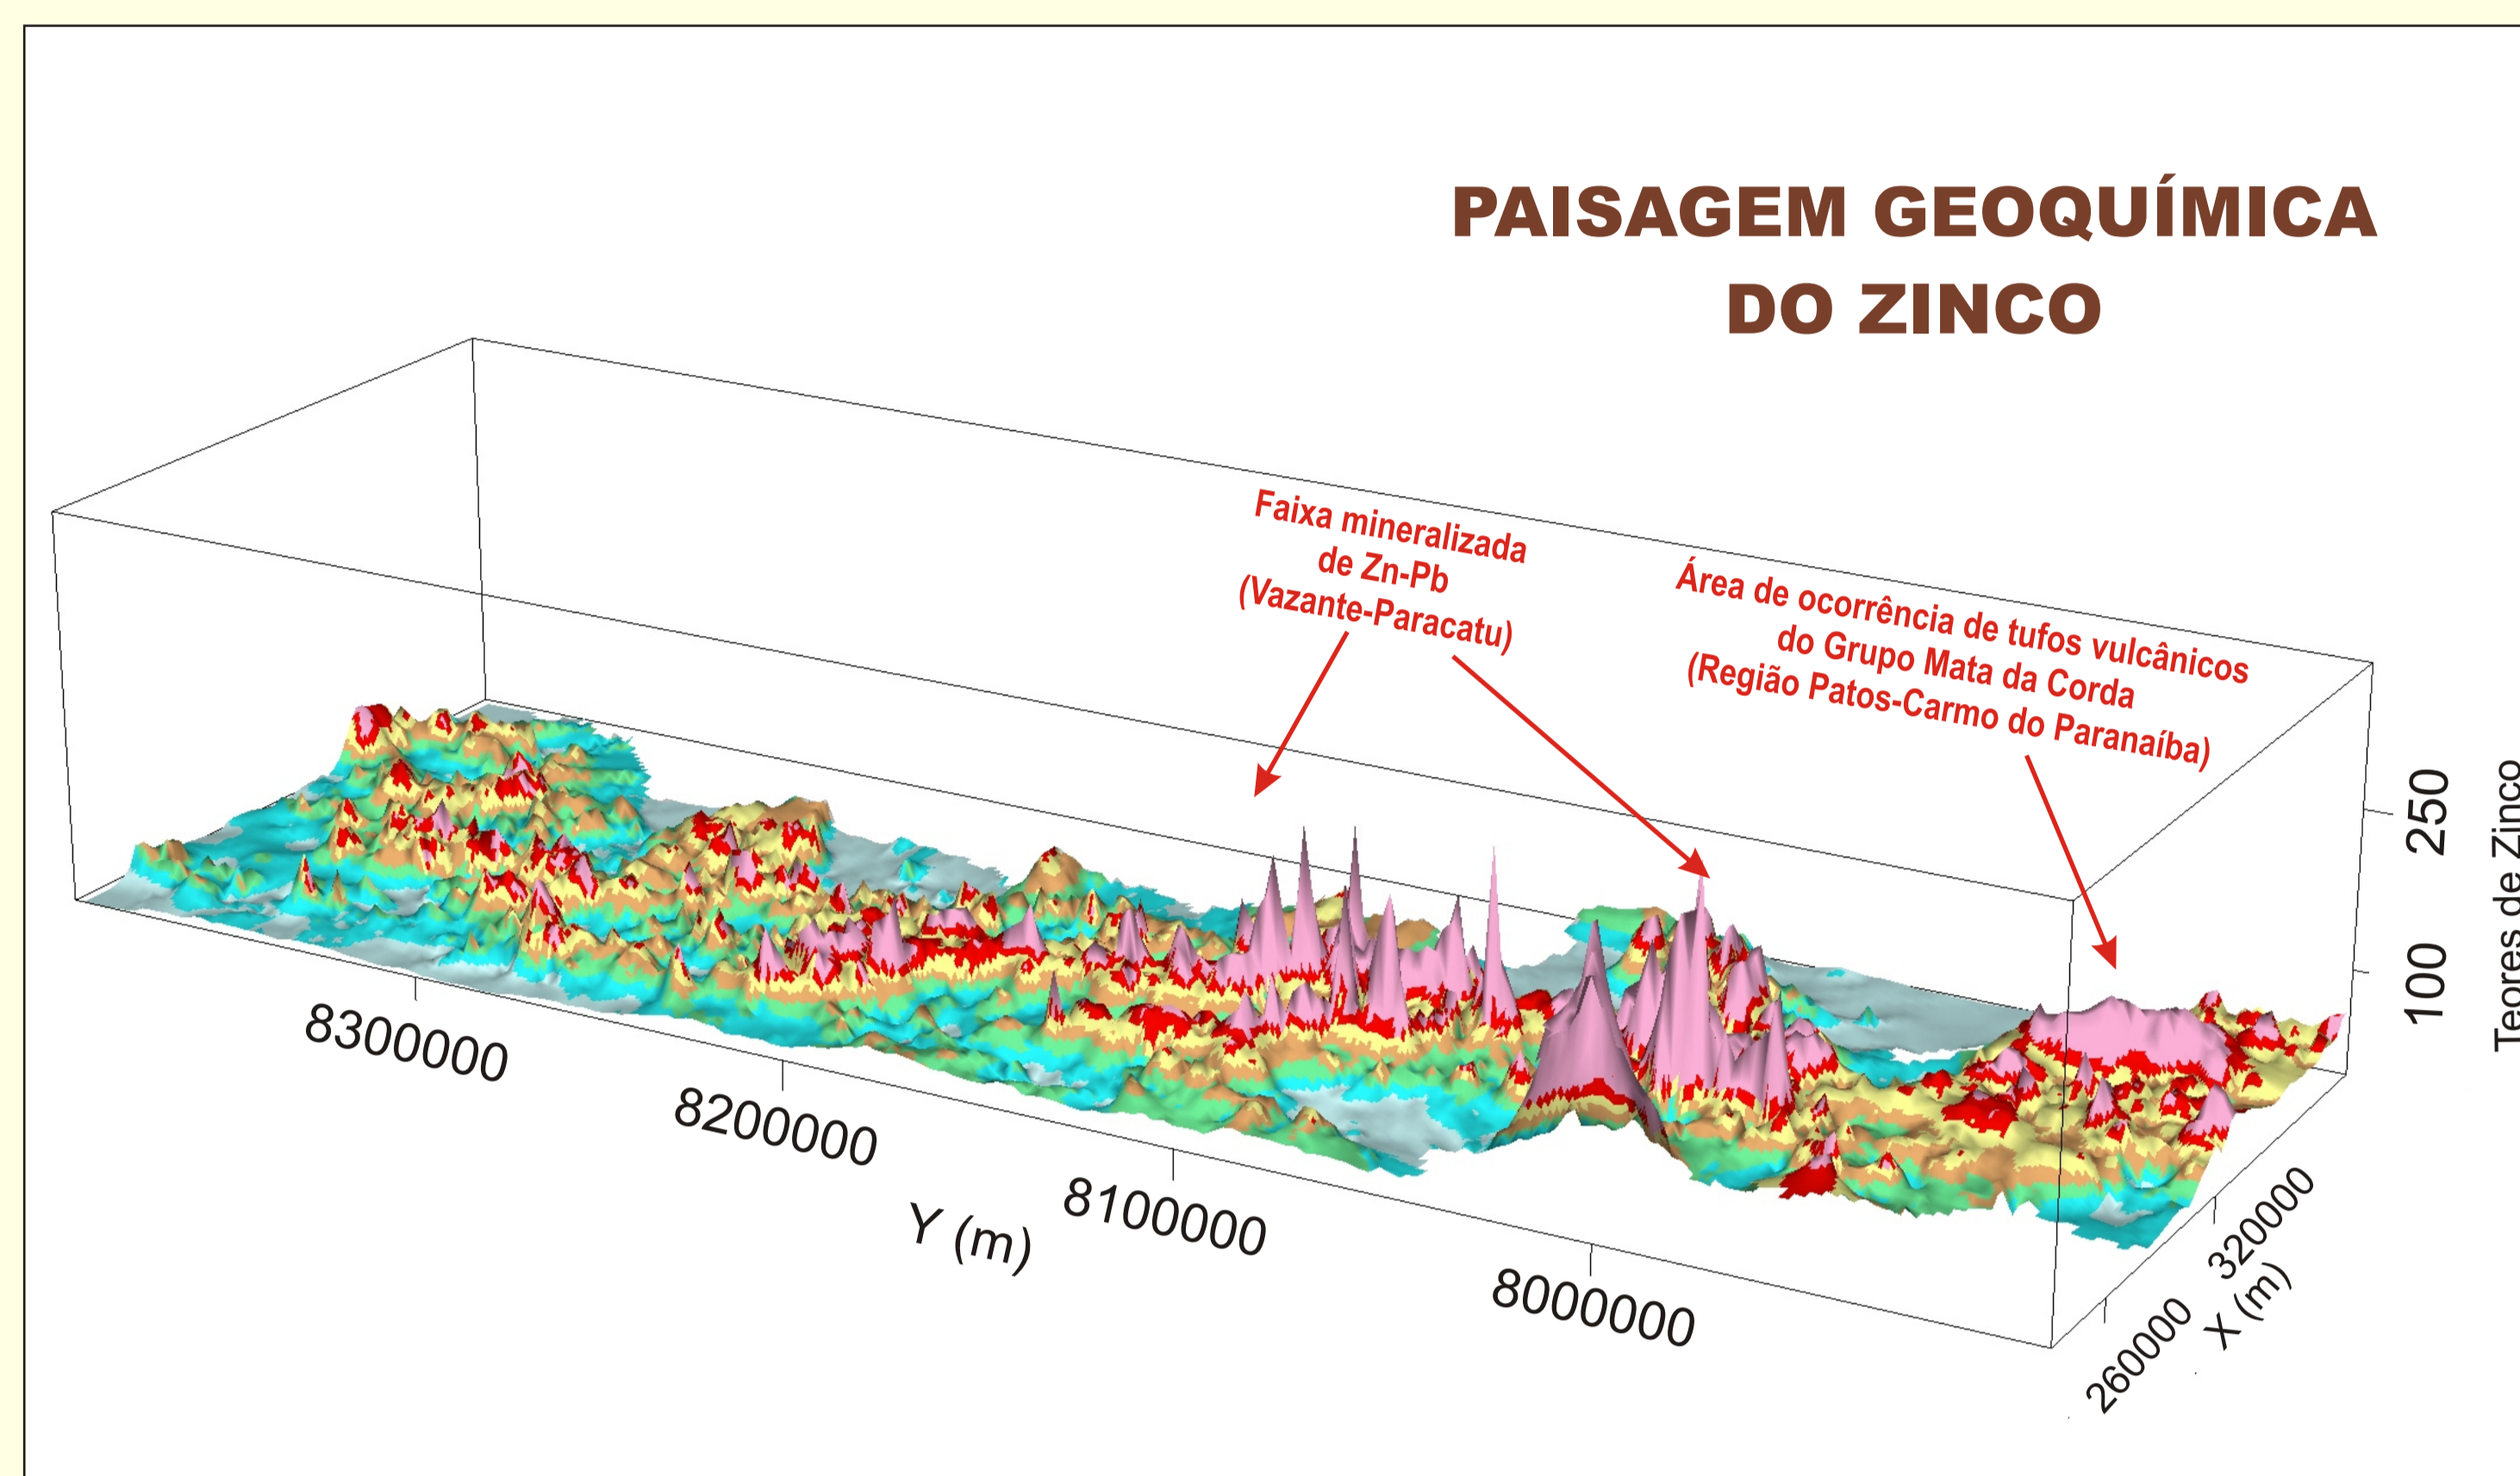 PAISAGEM GEOQUÍMICA
DO ZINCO
Faixa mineralizada
de Zn-Pb
(Vazante-Paracatu)
Área de ocorrência de tufos vulcânicos
do Grupo Mata da Corda
(Região Patos-Carmo do Paranaíba)
250
100
Teores de Zinco
8300000
8200000
8100000
8000000
Y (m)
320000
260000
X (m)